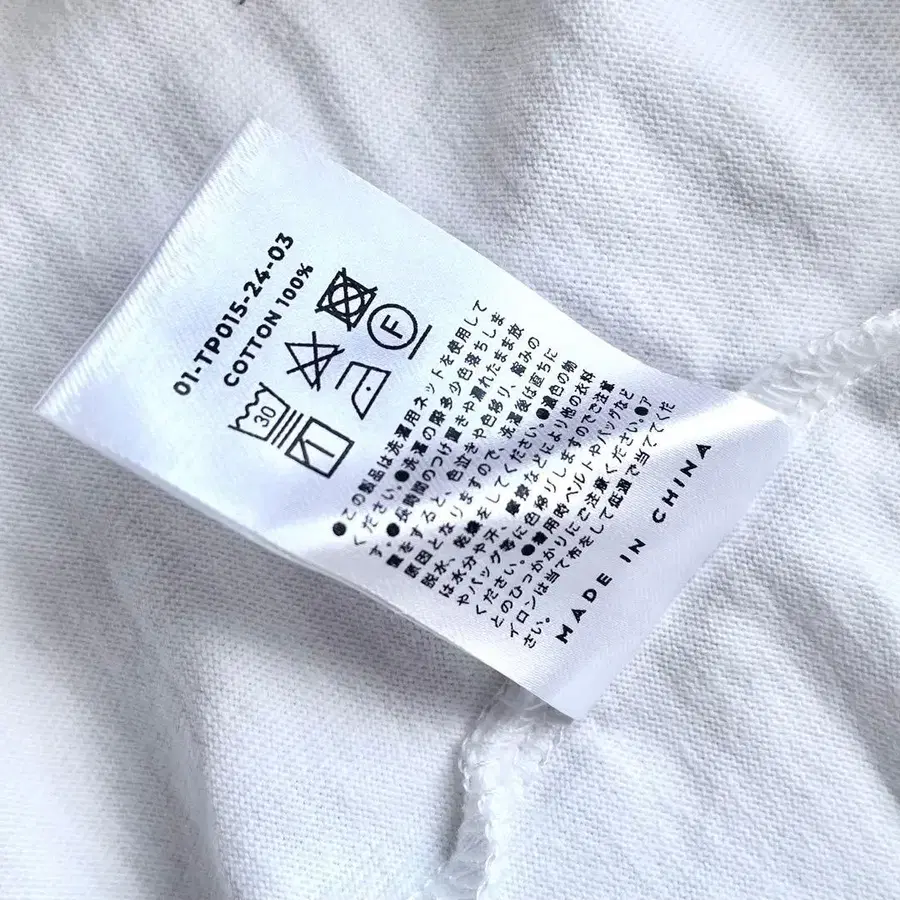 01-TP015-24-03
COTTON 100%
30
F
●この製品は洗濯用ネットを使用して
ください。●洗濯の際多少色落ちしま
す。●長時間のつけ置きや濡れたまま放
置をすると、色泣きや色移り、縮みの
原因となりますので、洗濯後は直ちに
脱水、乾燥をしてください。●濃色の物
は水分や汗、摩擦などにより他の衣料
やバッグ等に色移りしますのでご注意
ください。●着用時ベルトやバッグなど
とのひっかかりにご注意ください。●ア
イロンは当て布をして低温で当ててくだ
さい。
MADE IN CHINA